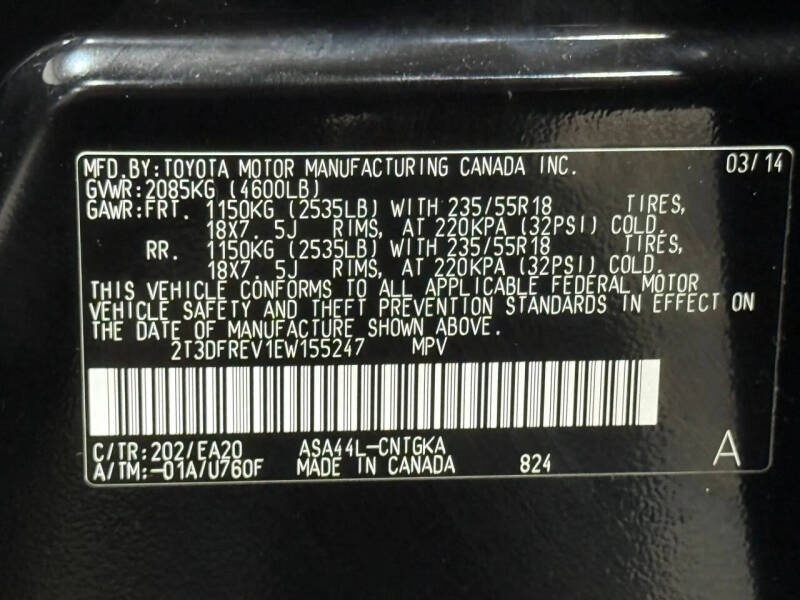 MFD.BY:TOYOTA MOTOR MANUFACTURING CANADA INC. 03/14
GVWR:2085KG (4600LB)
GAWR:FRT. 1150KG (2535LB) WITH 235/55R18 TIRES,
18X7.5J RIMS, AT 220KPA (32PSI) COLD.
RR. 1150KG (2535LB) WITH 235/55R18 TIRES,
18X7.5J RIMS, AT 220KPA (32PSI) COLD.
THIS VEHICLE CONFORMS TO ALL APPLICABLE FEDERAL MOTOR
VEHICLE SAFETY AND THEFT PREVENTION STANDARDS IN EFFECT ON
THE DATE OF MANUFACTURE SHOWN ABOVE.
2T3DFREV1EW155247 MPV
C/TR:202/EA20 ASA44L-CNTGKA
A/TM:-01A/U760F MADE IN CANADA 824 A